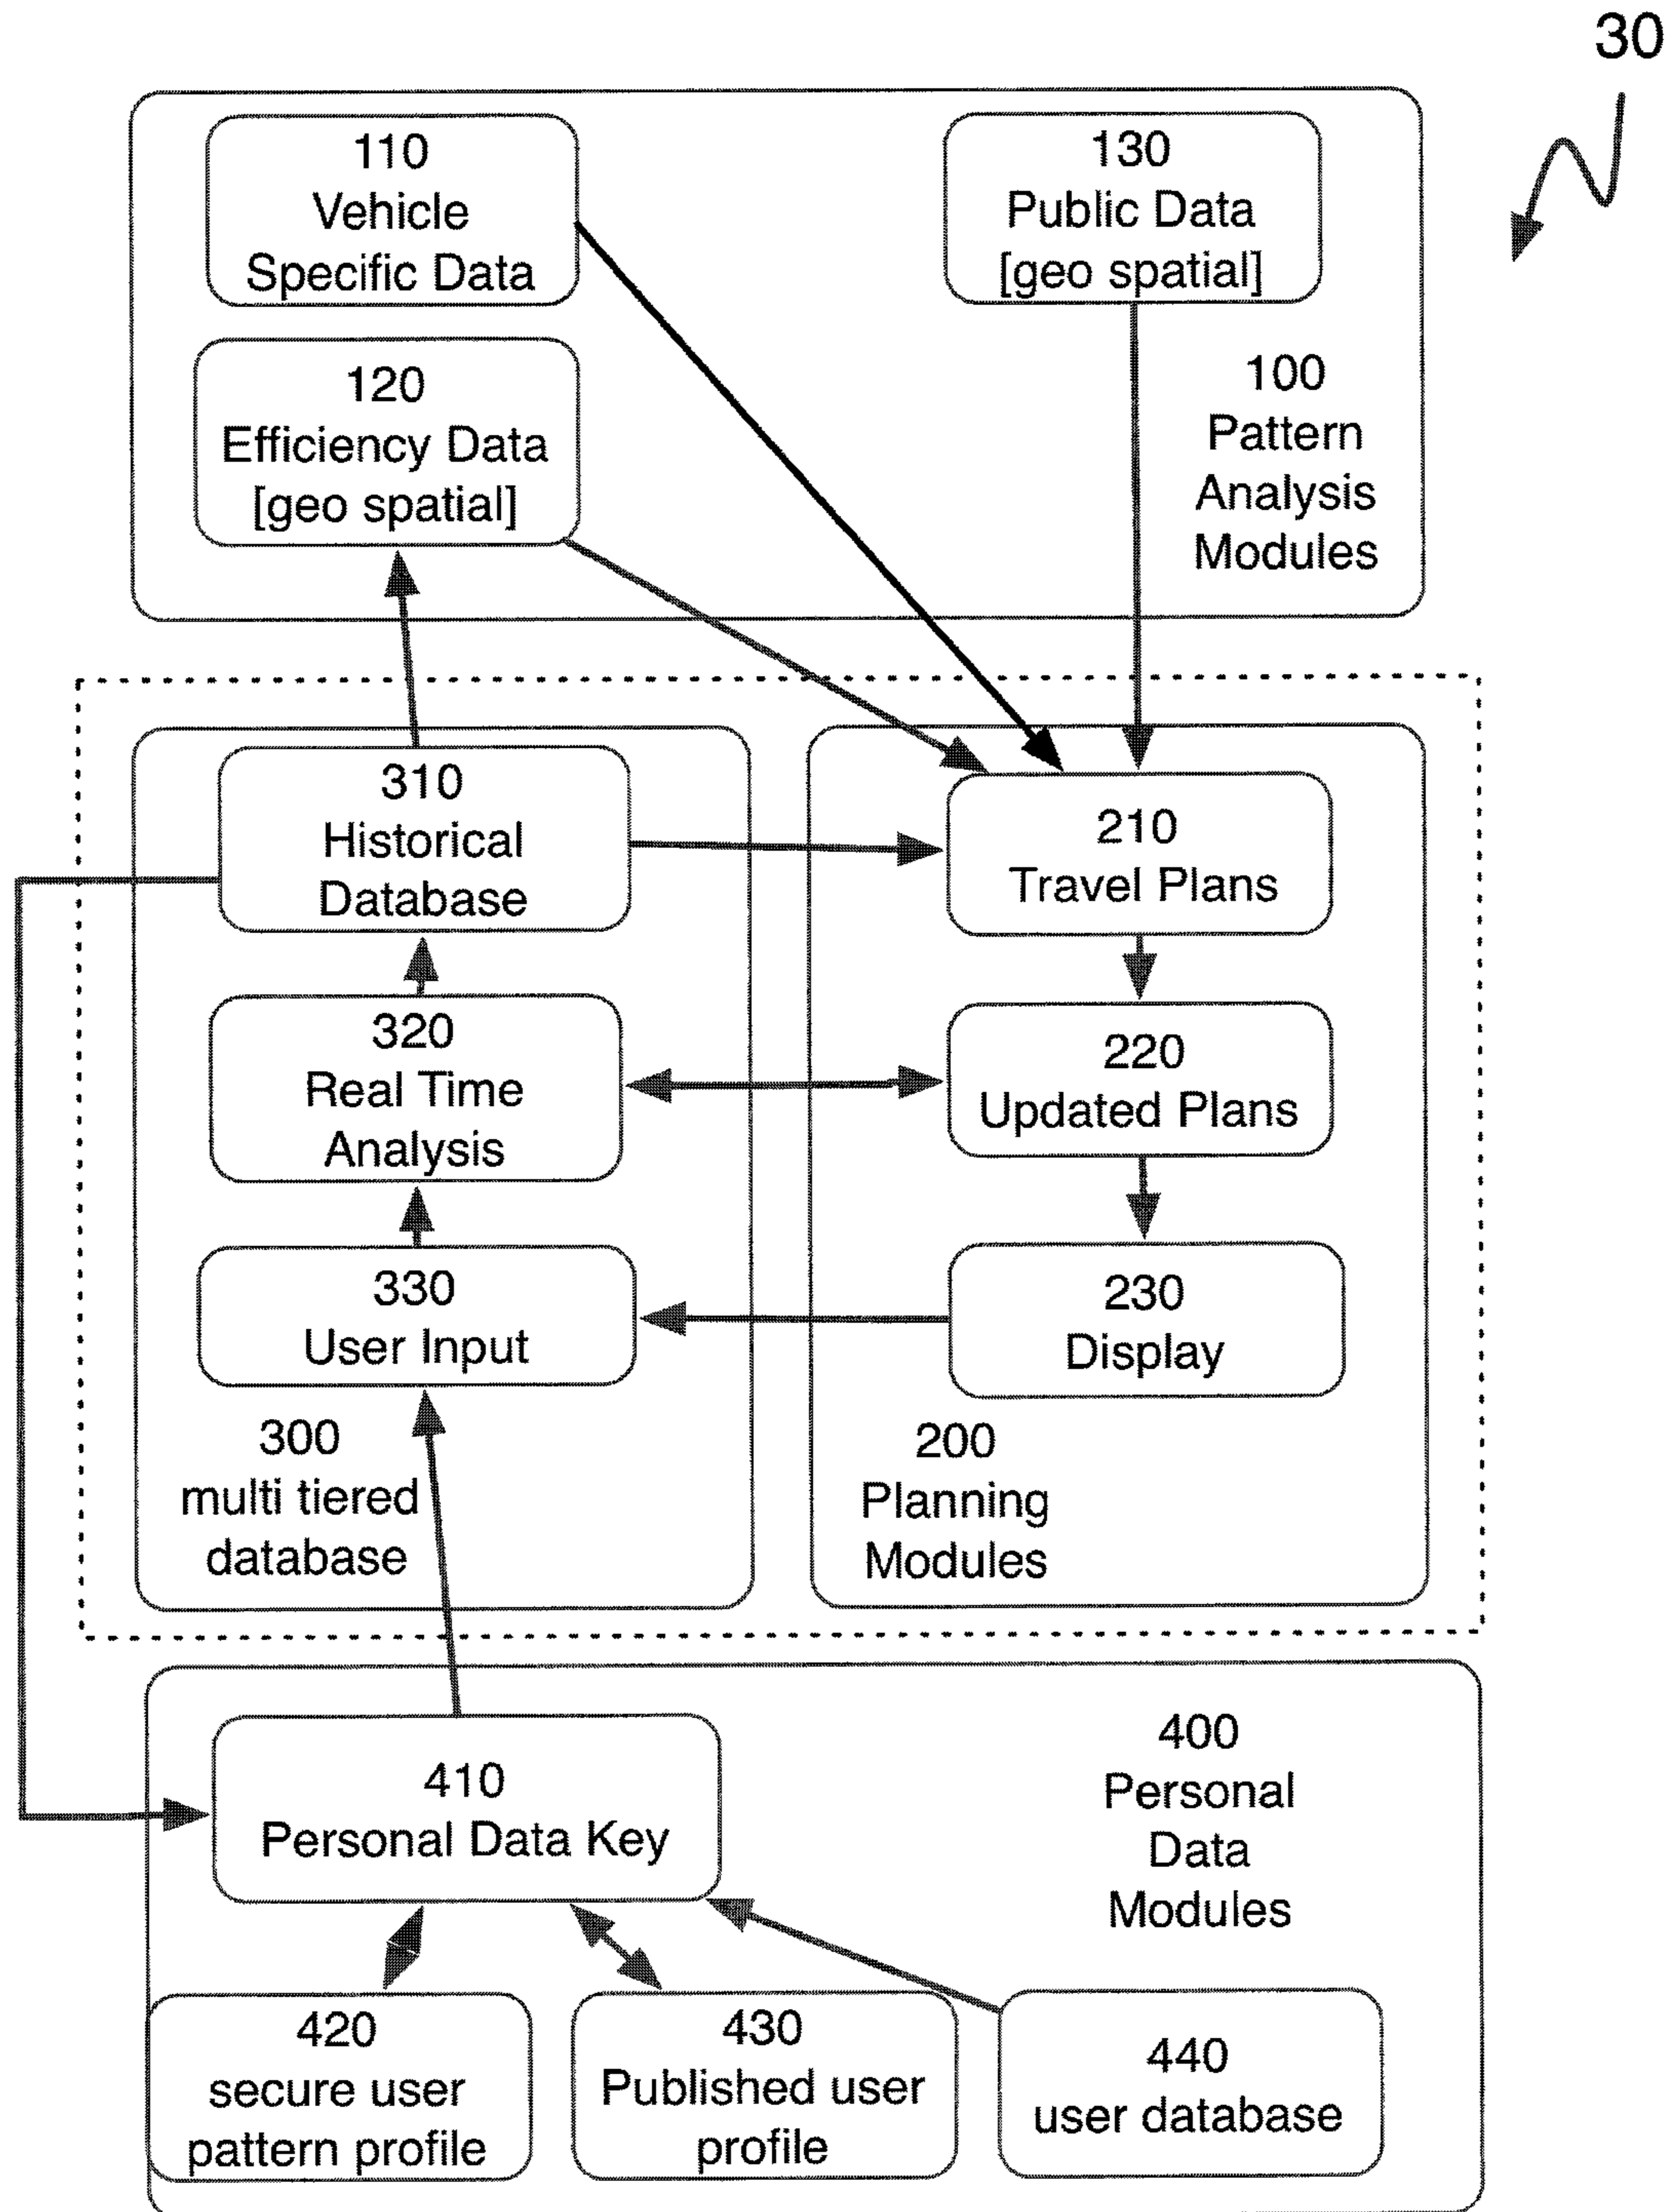 30
110
Vehicle
Specific Data
130
Public Data
[geo spatial]
120
Efficiency Data
[geo spatial]
100
Pattern
Analysis
Modules
310
Historical
Database
210
Travel Plans
320
Real Time
Analysis
220
Updated Plans
330
User Input
230
Display
300
multi tiered
database
200
Planning
Modules
410
Personal Data Key
400
Personal
Data
Modules
420
secure user
pattern profile
430
Published user
profile
440
user database